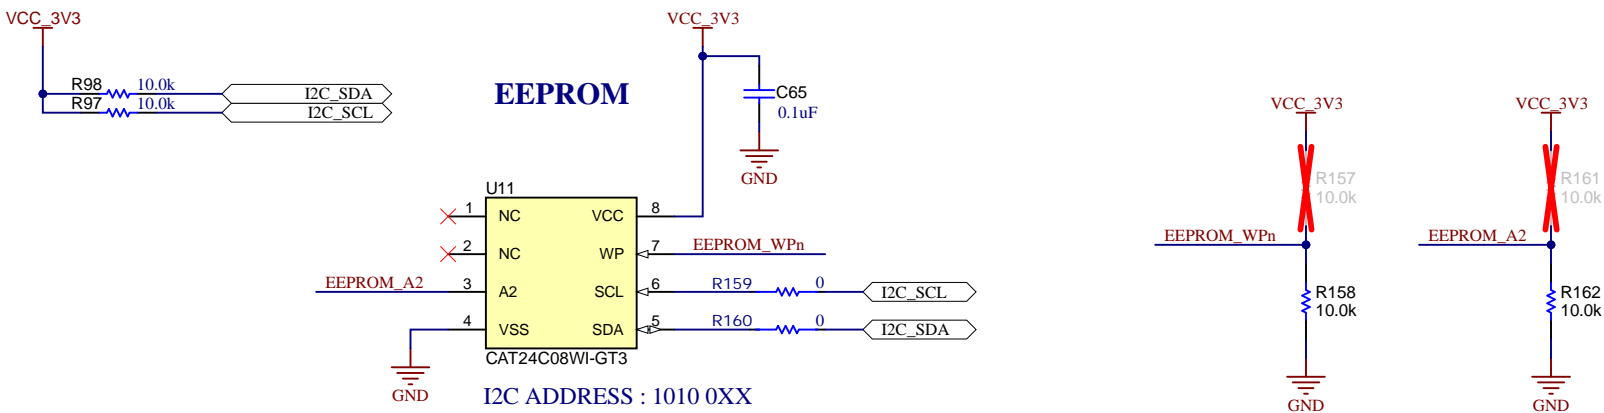 VCC_3V3
R98 10.0k I2C_SDA
R97 10.0k I2C_SCL
EEPROM
VCC_3V3
C65
0.1uF
GND
U11
1 NC VCC 8
2 NC WP 7 EEPROM_WPn
EEPROM_A2 3 A2 SCL 6 R159 0 I2C_SCL
4 VSS SDA 5 R160 0 I2C_SDA
CAT24C08WI-GT3
GND
I2C ADDRESS : 1010 0XX
VCC_3V3
R157
10.0k
EEPROM_WPn
R158
10.0k
GND
VCC_3V3
R161
10.0k
EEPROM_A2
R162
10.0k
GND